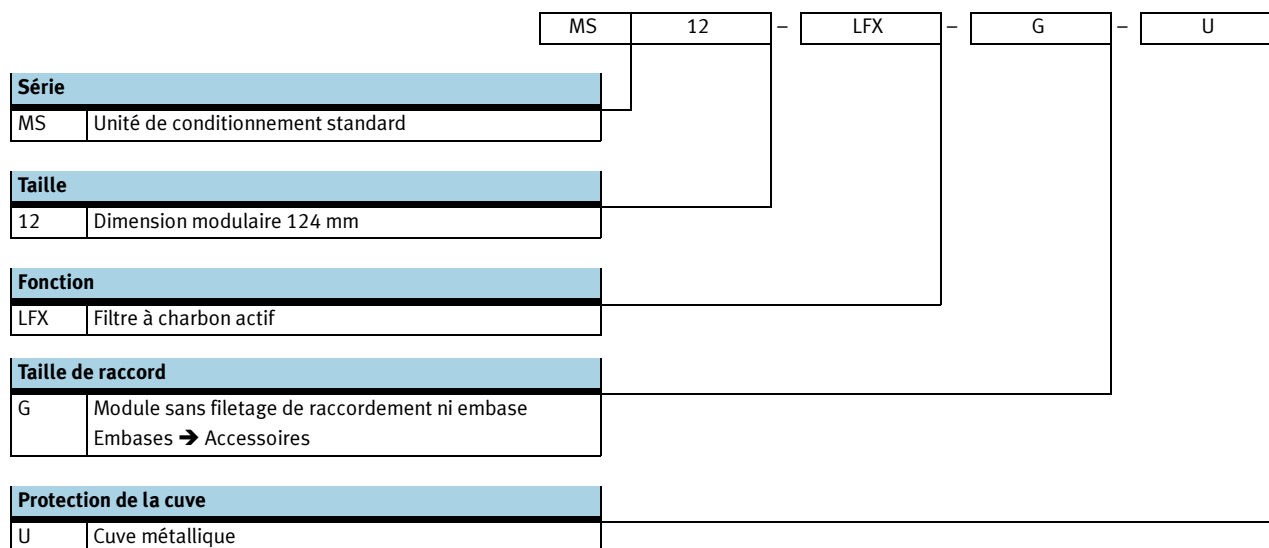 MS 12 – LFX – G – U
Série
MS Unité de conditionnement standard
Taille
12 Dimension modulaire 124 mm
Fonction
LFX Filtre à charbon actif
Taille de raccord
G Module sans filetage de raccordement ni embase
Embases ➔ Accessoires
Protection de la cuve
U Cuve métallique